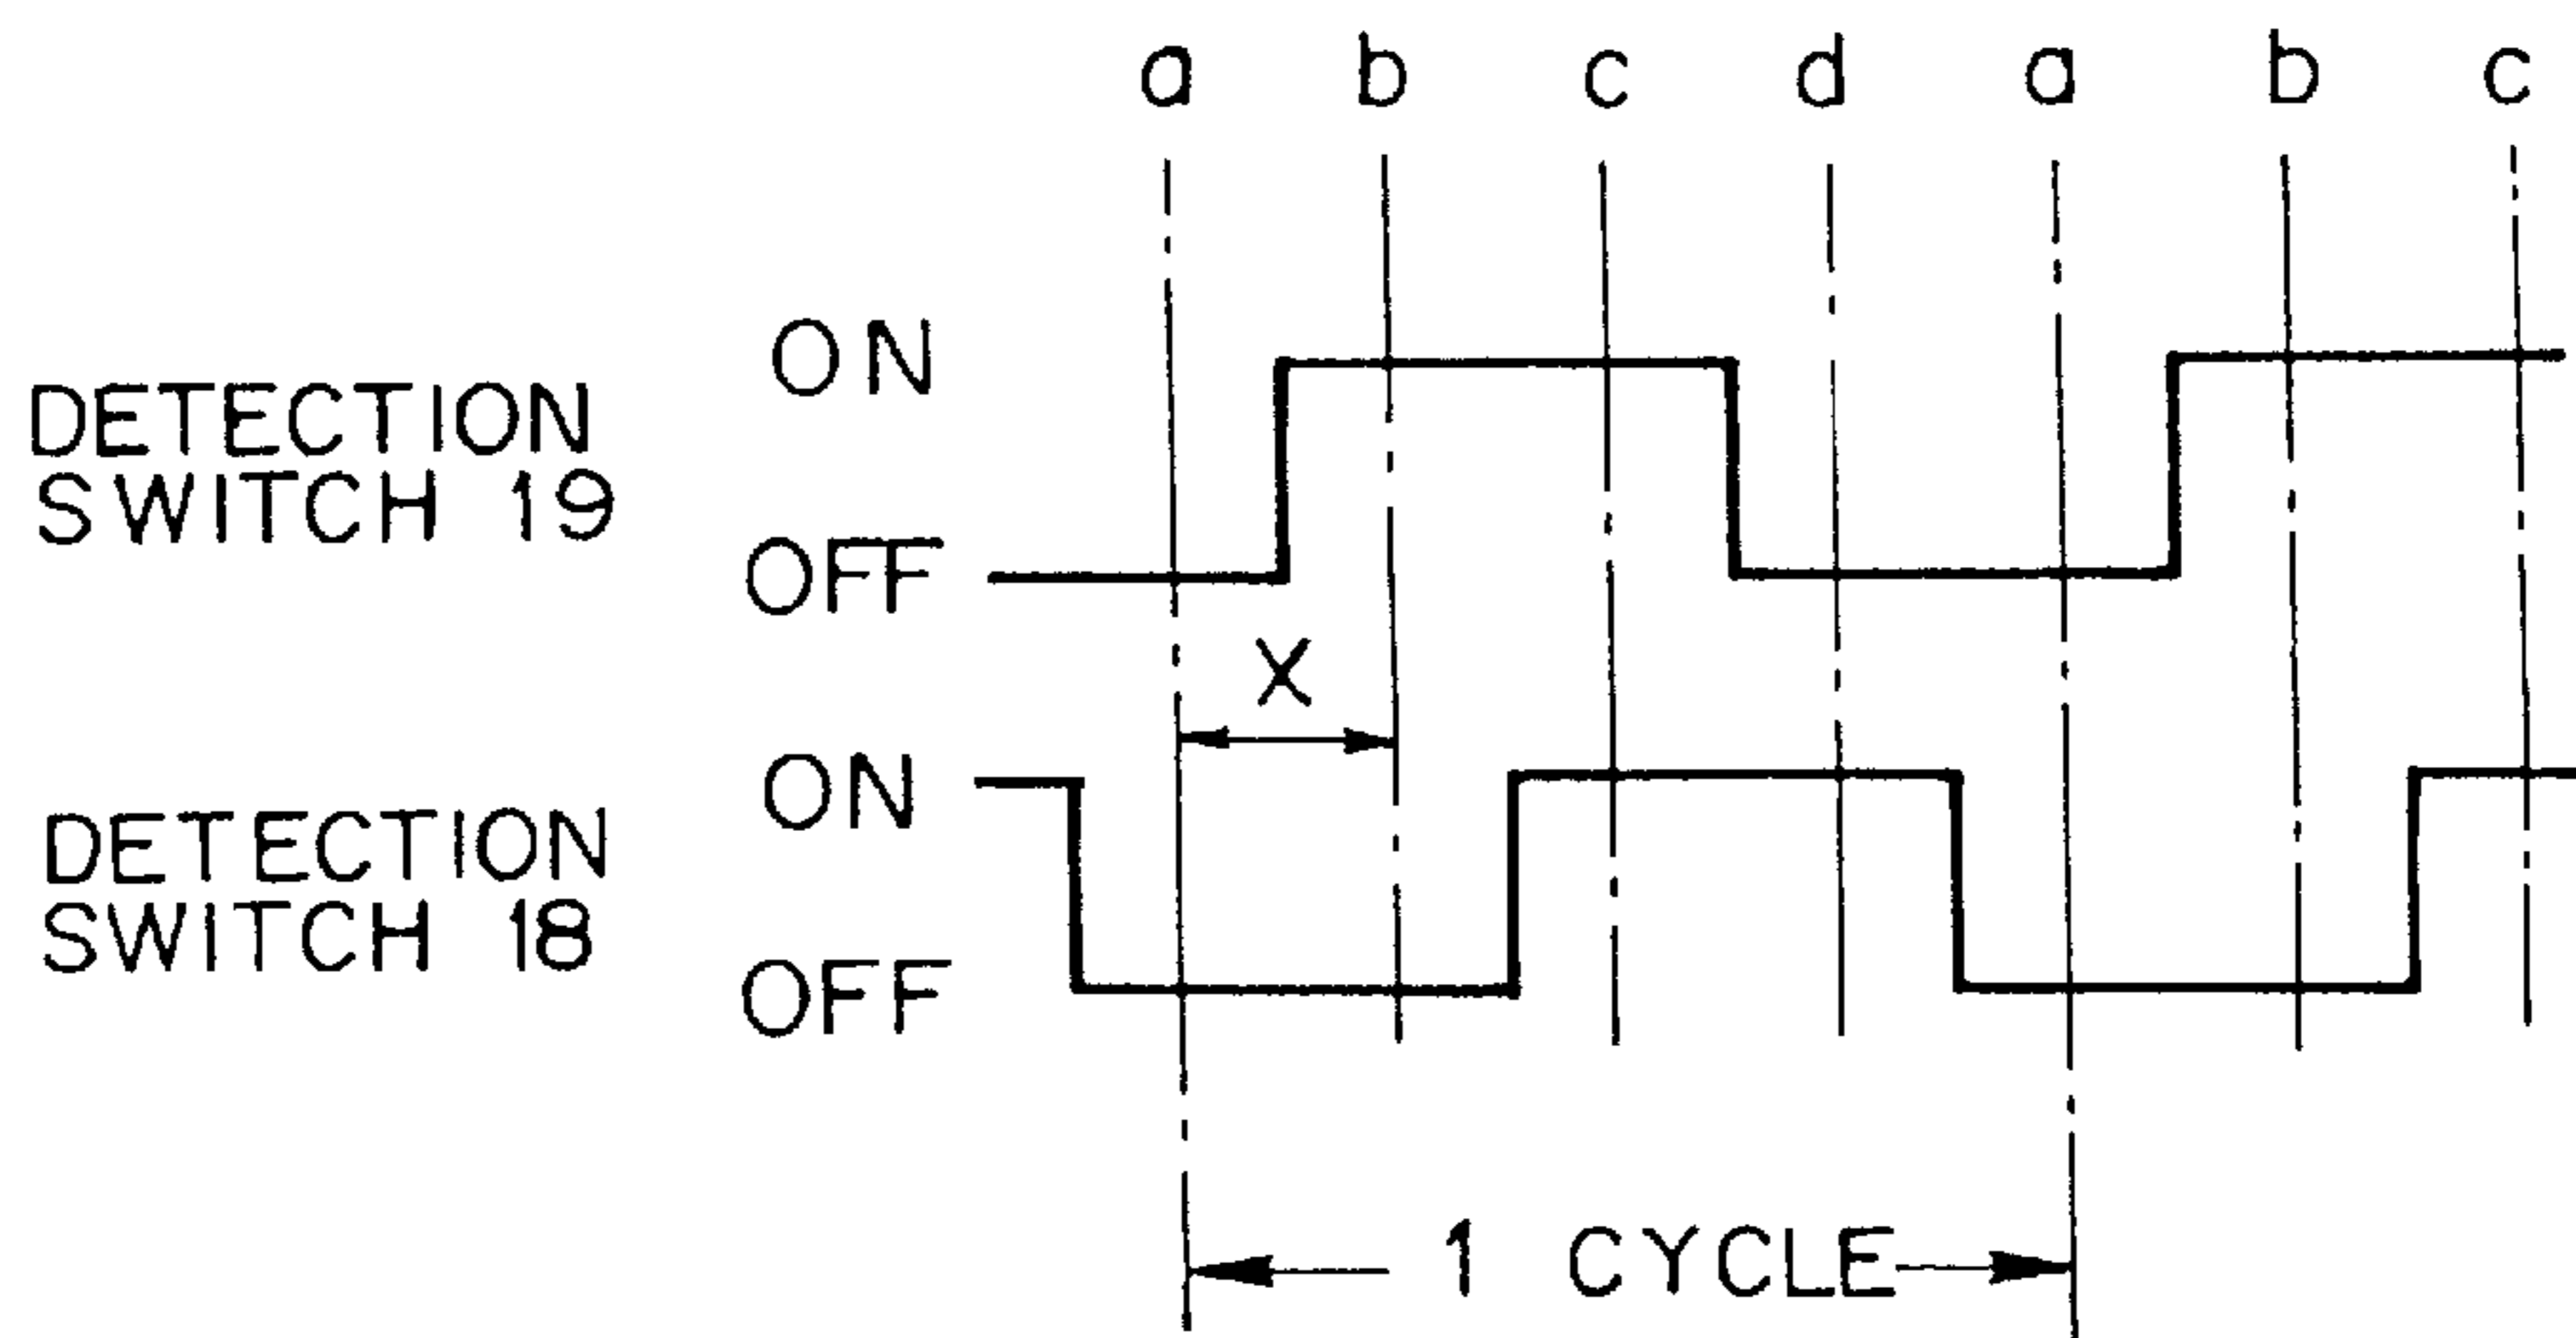 a b c d a b c
ON
DETECTION
SWITCH 19
OFF
X
ON
DETECTION
SWITCH 18
OFF
1 CYCLE